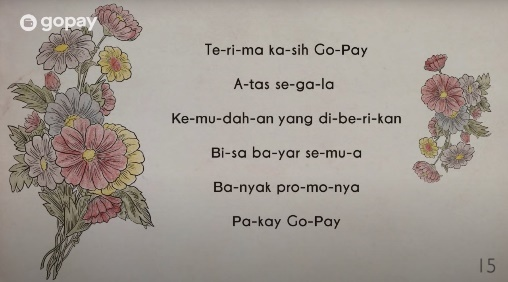 gopay
Te-ri-ma ka-sih Go-Pay
A-tas se-ga-la
Ke-mu-dah-an yang di-be-ri-kan
Bi-sa ba-yar se-mu-a
Ba-nyak pro-mo-nya
Pa-kay Go-Pay
15